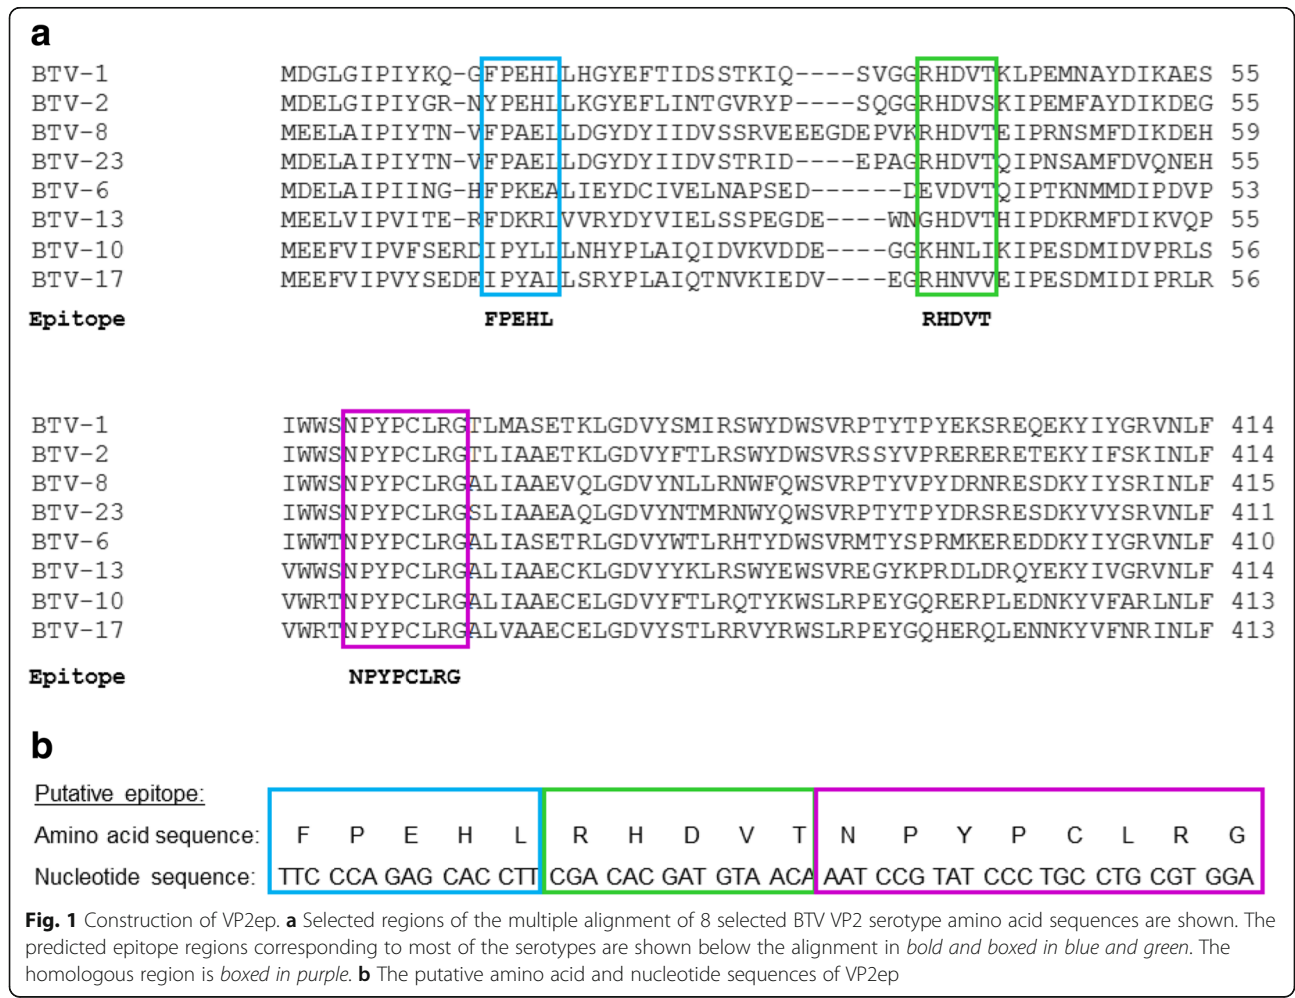 a
BTV-1 MDGLGIPIYKQ-GFPEHLLHGYEFTIDSSTKIQ----SVGGRHDVTKLPEMNAYDIKAES 55
BTV-2 MDELGIPIYGR-NYPEHLLKGYEFLINTGVRYP----SQGGRHDVSKIPEMFAYDIKDEG 55
BTV-8 MEELAIPIYTN-VFPAELLDGYDYIIDVSSRVEEEGDEPVKRHDVTEIPRNSMFDIKDEH 59
BTV-23 MDELAIPIYTN-VFPAELLDGYDYIIDVSTRID----EPAGRHDVTQIPNSAMFDVQNEH 55
BTV-6 MDELAIPIING-HFPKEALIEYDCIVELNAPSED------DEVDVTQIPTKNMMDIPDVP 53
BTV-13 MEELVIPVITE-RFDKRLVVRYDYVIELSSPEGDE----WNGHDVTHIPDKRMFDIKVQP 55
BTV-10 MEEFVIPVFSERDIPYLLLNHYPLAIQIDVKVDDE----GGKHNLIKIPESDMIDVPRLS 56
BTV-17 MEEFVIPVYSEDEIPYALLSRYPLAIQTNVKIEDV----EGRHNVVEIPESDMIDIPRLR 56
Epitope FPEHL RHDVT
BTV-1 IWWSNPYPCLRGTLMASETKLGDVYSMIRSWYDWSVRPTYTPYEKSREQEKYIYGRVNLF 414
BTV-2 IWWSNPYPCLRGTLIAAETKLGDVYFTLRSWYDWSVRSSYVPRERERETEKYIFSKINLF 414
BTV-8 IWWSNPYPCLRGALIAAEVQLGDVYNLLRNWFQWSVRPTYVPYDRNRESDKYIYSRINLF 415
BTV-23 IWWSNPYPCLRGSLIAAEAQLGDVYNTMRNWYQWSVRPTYTPYDRSRESDKYVYSRVNLF 411
BTV-6 IWWTNPYPCLRGALIASETRLGDVYWTLRHTYDWSVRMTYSPRMKEREDDKYIYGRVNLF 410
BTV-13 VWWSNPYPCLRGALIAAECKLGDVYYKLRSWYEWSVREGYKPRDLDRQYEKYIVGRVNLF 414
BTV-10 VWRTNPYPCLRGALIAAECELGDVYFTLRQTYKWSLRPEYGQRERPLEDNKYVFARLNLF 413
BTV-17 VWRTNPYPCLRGALVAAECELGDVYSTLRRVYRWSLRPEYGQHERQLENNKYVFNRINLF 413
Epitope NPYPCLRG
b
Putative epitope:
Amino acid sequence: F P E H L R H D V T N P Y P C L R G
Nucleotide sequence: TTC CCA GAG CAC CTT CGA CAC GAT GTA ACA AAT CCG TAT CCC TGC CTG CGT GGA
Fig. 1 Construction of VP2ep. a Selected regions of the multiple alignment of 8 selected BTV VP2 serotype amino acid sequences are shown. The
predicted epitope regions corresponding to most of the serotypes are shown below the alignment in bold and boxed in blue and green. The
homologous region is boxed in purple. b The putative amino acid and nucleotide sequences of VP2ep